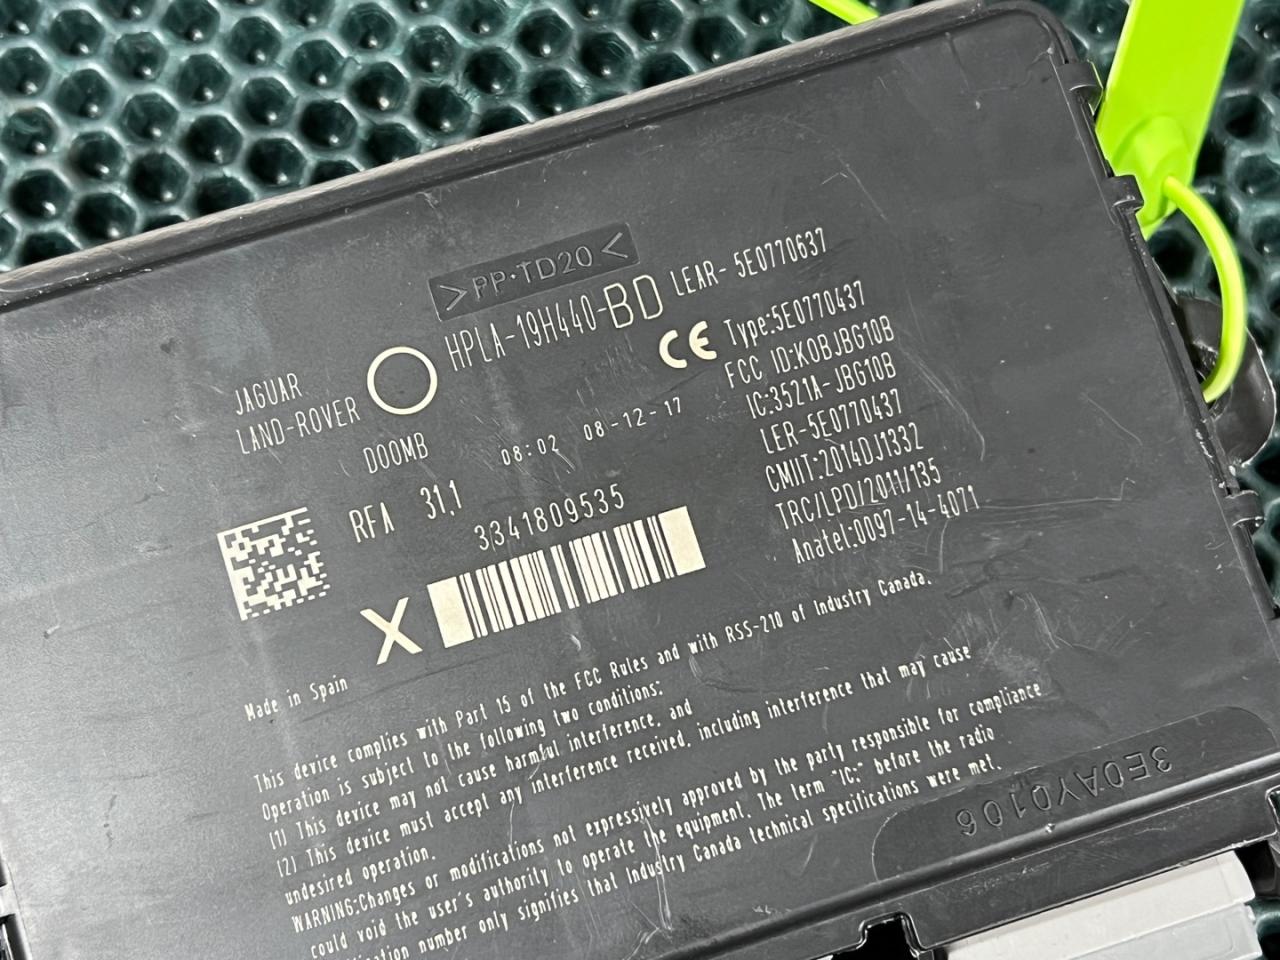 >PP·TD20<
HPLA-19H440-BD LEAR- 5E0770637
JAGUAR
LAND-ROVER
CE
Type:5E0770437
FCC ID:KOBJBG10B
IC:3521A-JBG10B
LER-5E0770437
CMIIT:2014DJ1332
TRC/LPD/2011/135
Anatel:0097-14-4071
D00MB
08:02 08-12-17
RFA 31,1
3341809535
X
Made in Spain
This device complies with Part 15 of the FCC Rules and with RSS-210 of Industry Canada.
Operation is subject to the following two conditions:
(1) This device may not cause harmful interference, and
(2) This device must accept any interference received, including interference that may cause
undesired operation.
WARNING:Changes or modifications not expressively approved by the party responsible for compliance
could void the user's authority to operate the equipment. The term "IC:" before the radio
number only signifies that Industry Canada technical specifications were met.
3E0AY0106